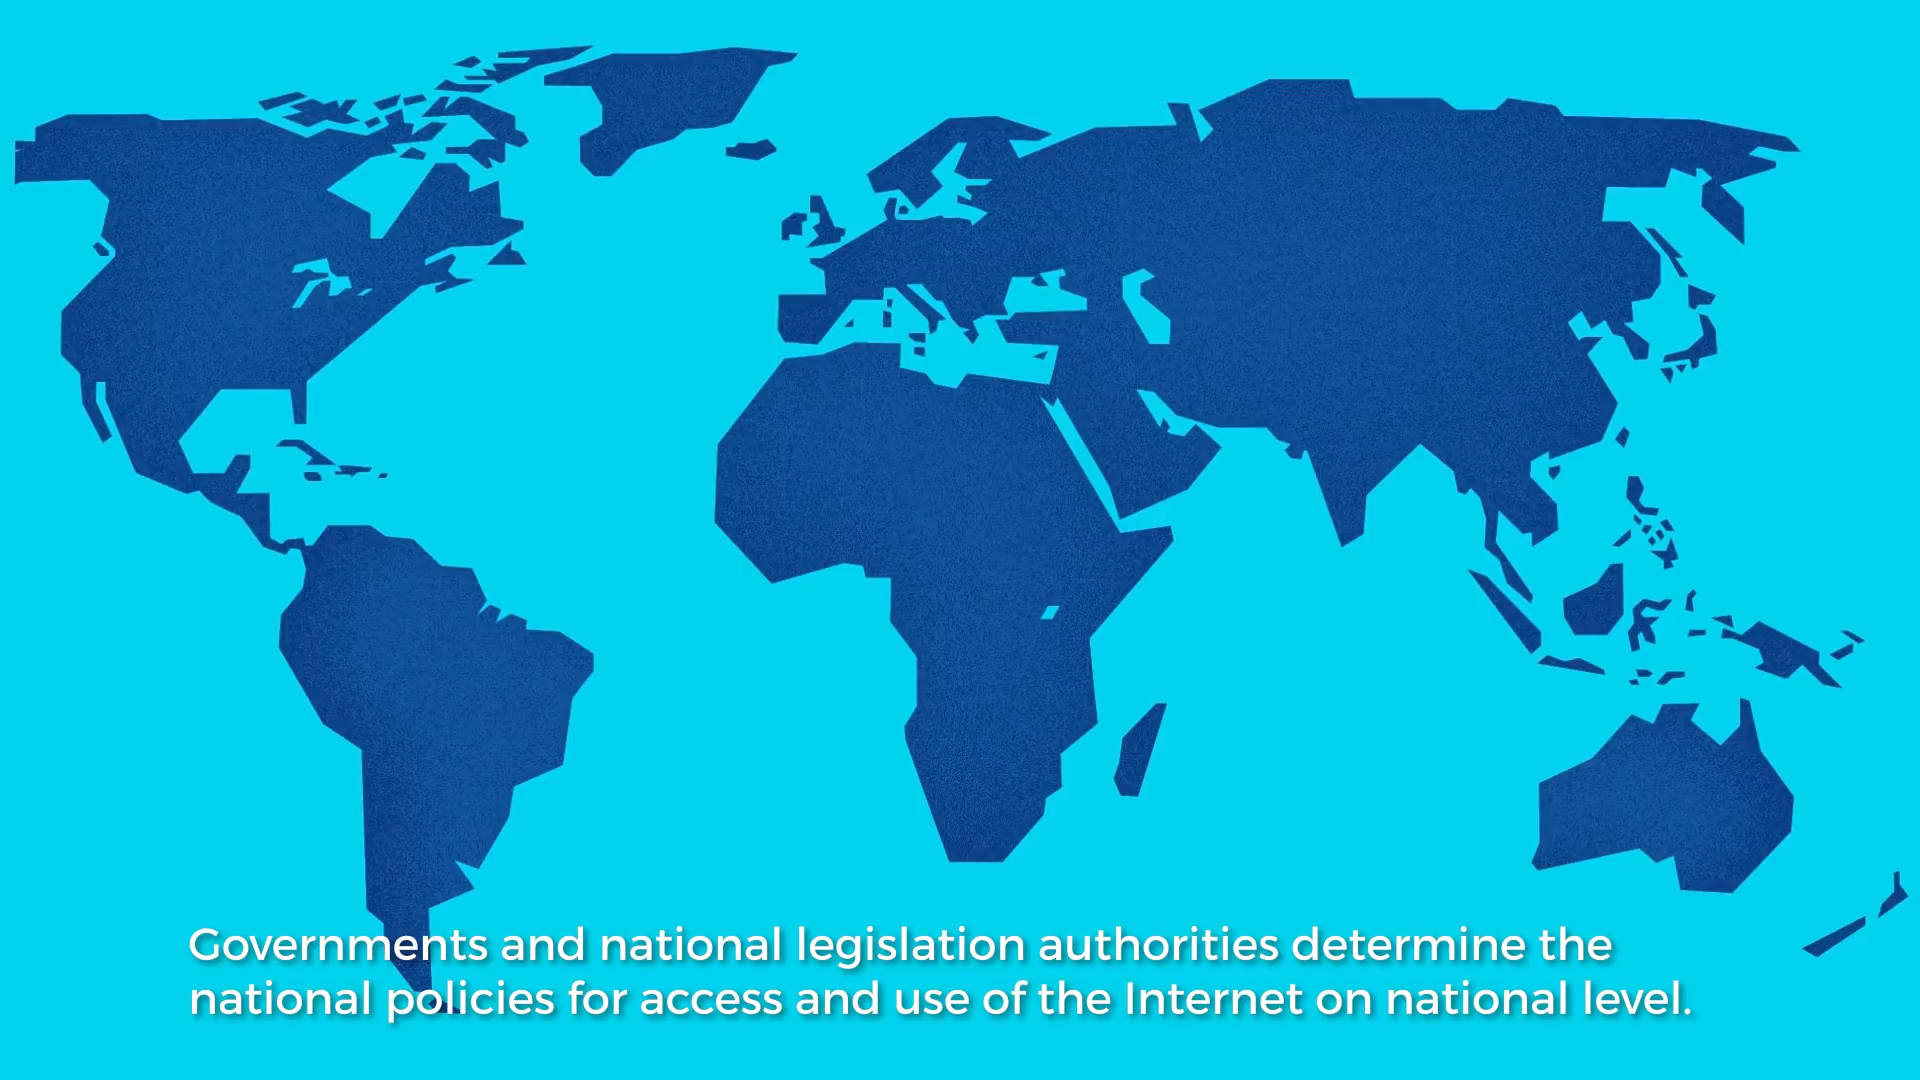 Governments and national legislation authorities determine the
national policies for access and use of the Internet on national level.